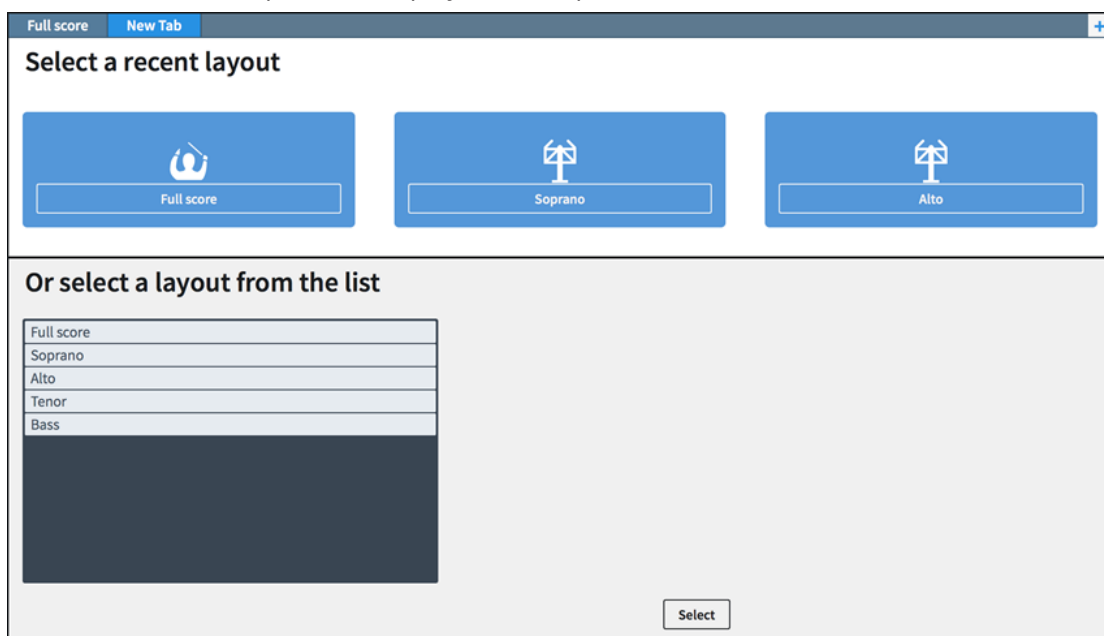 Full score New Tab +
Select a recent layout
Full score Soprano Alto
Or select a layout from the list
Full score
Soprano
Alto
Tenor
Bass
Select